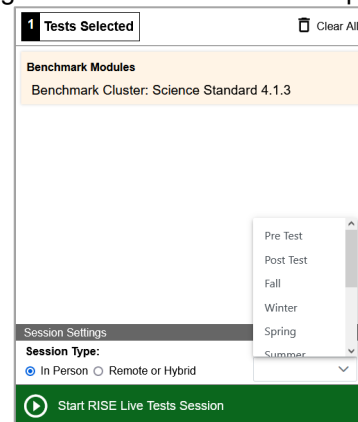 1 Tests Selected Clear All
Benchmark Modules
Benchmark Cluster: Science Standard 4.1.3
Pre Test
Post Test
Fall
Winter
Spring
Summer
Session Settings
Session Type:
In Person Remote or Hybrid
Start RISE Live Tests Session